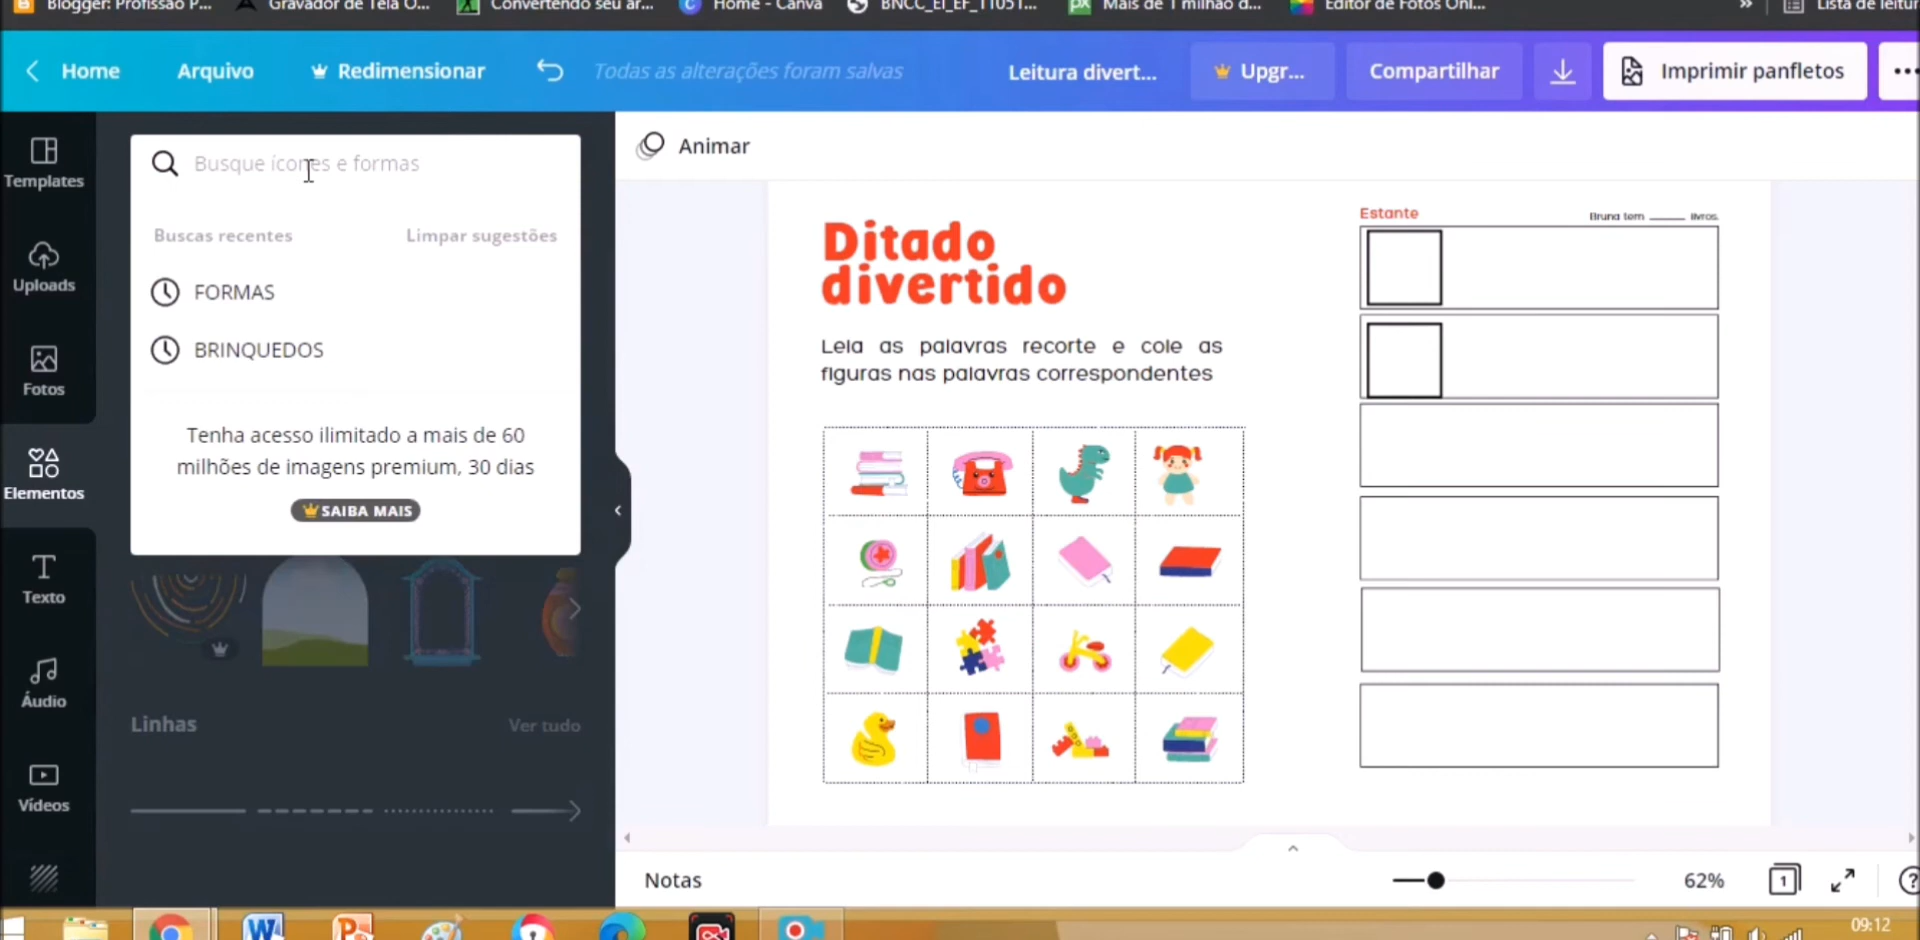 Blogger: Profissão P...
Gravador de Tela O...
Convertendo seu ar...
Home - Canva
BNCC_EI_EF_11051...
Mais de 1 milhão d...
Editor de Fotos Onl...
»
Lista de leitur
Home
Arquivo
Redimensionar
Todas as alterações foram salvas
Leitura divert...
Upgr...
Compartilhar
Imprimir panfletos
Templates
Uploads
Fotos
Elementos
Texto
Áudio
Vídeos
Busque ícones e formas
Buscas recentes
Limpar sugestões
FORMAS
BRINQUEDOS
Tenha acesso ilimitado a mais de 60
milhões de imagens premium, 30 dias
SAIBA MAIS
Linhas
Ver tudo
Animar
Ditado
divertido
Leia as palavras recorte e cole as
figuras nas palavras correspondentes
Estante
Bruna tem _____ livros.
Notas
62%
1
09:12